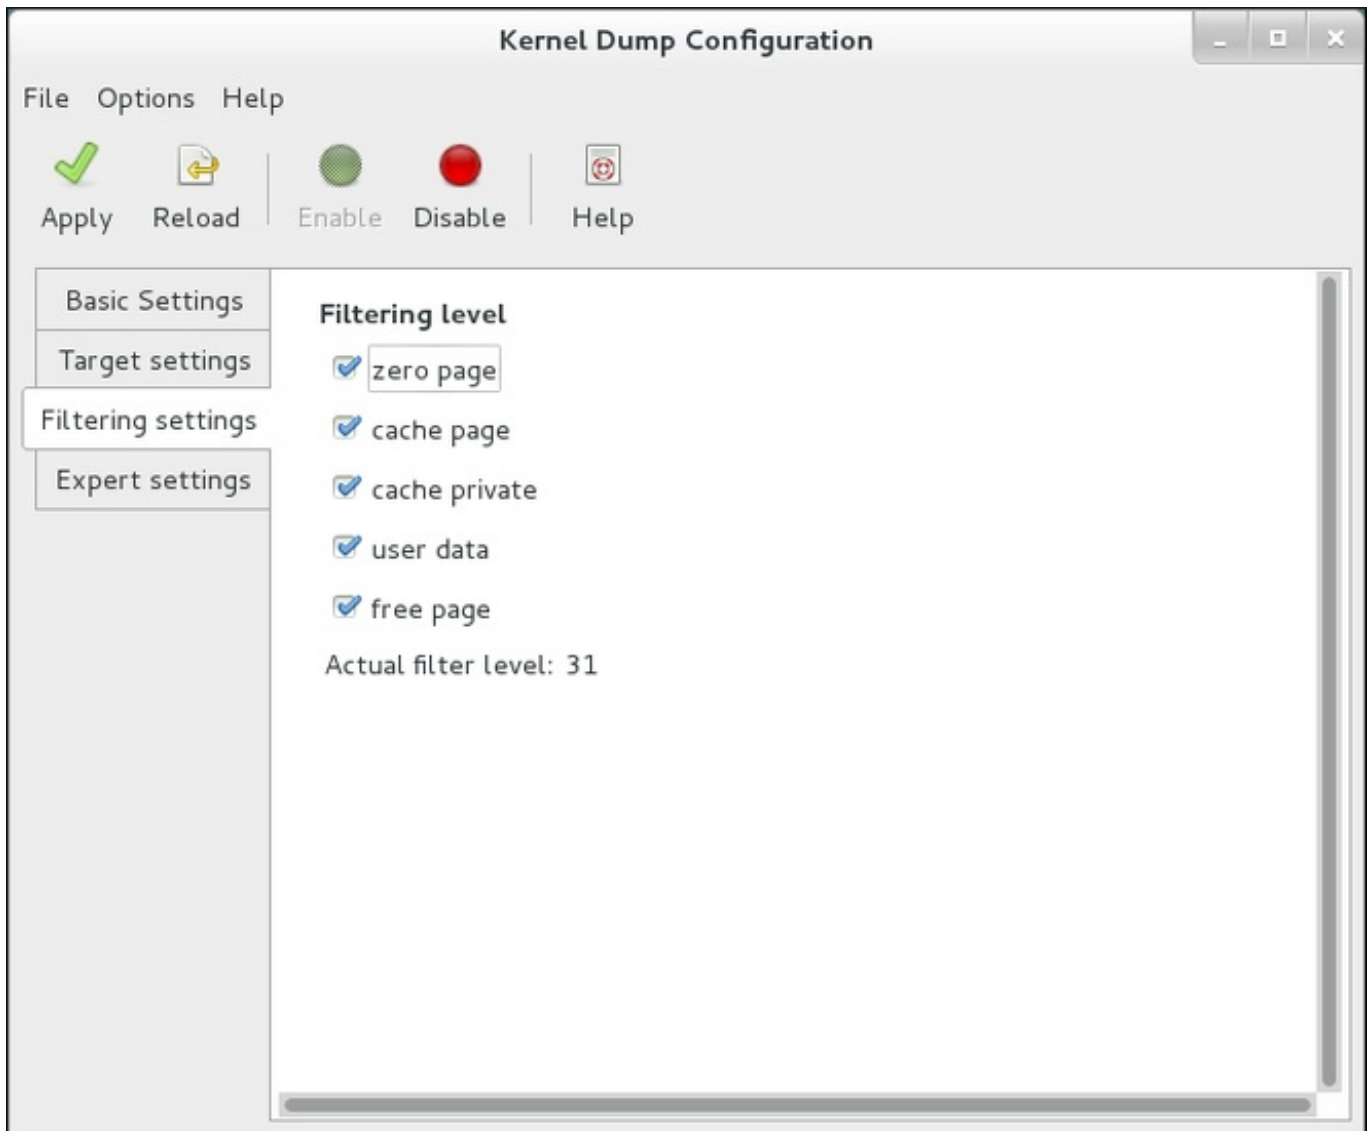 Kernel Dump Configuration
File Options Help
Apply Reload Enable Disable Help
Basic Settings
Target settings
Filtering settings
Expert settings
Filtering level
zero page
cache page
cache private
user data
free page
Actual filter level: 31